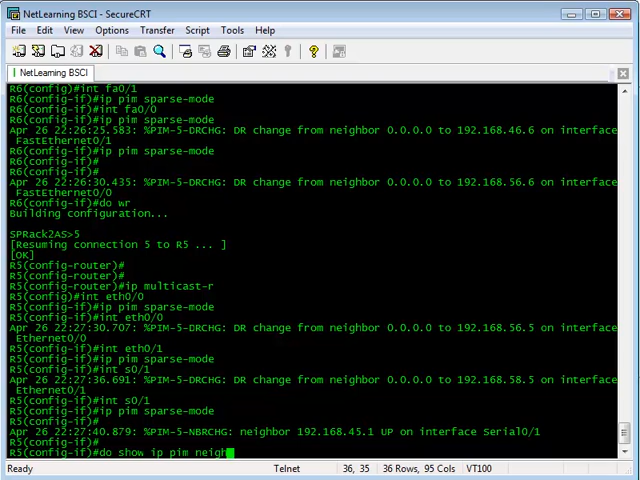 NetLearning BSCI - SecureCRT
File Edit View Options Transfer Script Tools Help
NetLearning BSCI
R6(config)#int fa0/1
R6(config-if)#ip pim sparse-mode
R6(config-if)#int fa0/0
R6(config-if)#ip pim sparse-mode
Apr 26 22:26:25.583: %PIM-5-DRCHG: DR change from neighbor 0.0.0.0 to 192.168.46.6 on interface
FastEthernet0/1
R6(config-if)#ip pim sparse-mode
R6(config-if)#
R6(config-if)#
Apr 26 22:26:30.435: %PIM-5-DRCHG: DR change from neighbor 0.0.0.0 to 192.168.56.6 on interface
FastEthernet0/0
R6(config-if)#do wr
Building configuration...
SPRack2AS>5
[Resuming connection 5 to R5 ... ]
[OK]
R5(config-router)#
R5(config-router)#
R5(config-router)#ip multicast-r
R5(config)#int eth0/0
R5(config-if)#ip pim sparse-mode
R5(config-if)#int eth0/0
Apr 26 22:27:30.707: %PIM-5-DRCHG: DR change from neighbor 0.0.0.0 to 192.168.56.5 on interface
Ethernet0/0
R5(config-if)#int eth0/1
R5(config-if)#ip pim sparse-mode
R5(config-if)#int s0/1
Apr 26 22:27:36.691: %PIM-5-DRCHG: DR change from neighbor 0.0.0.0 to 192.168.58.5 on interface
Ethernet0/1
R5(config-if)#int s0/1
R5(config-if)#ip pim sparse-mode
R5(config-if)#
Apr 26 22:27:40.879: %PIM-5-NBRCHG: neighbor 192.168.45.1 UP on interface Serial0/1
R5(config-if)#
R5(config-if)#do show ip pim neigh
Ready Telnet 36, 35 36 Rows, 95 Cols VT100